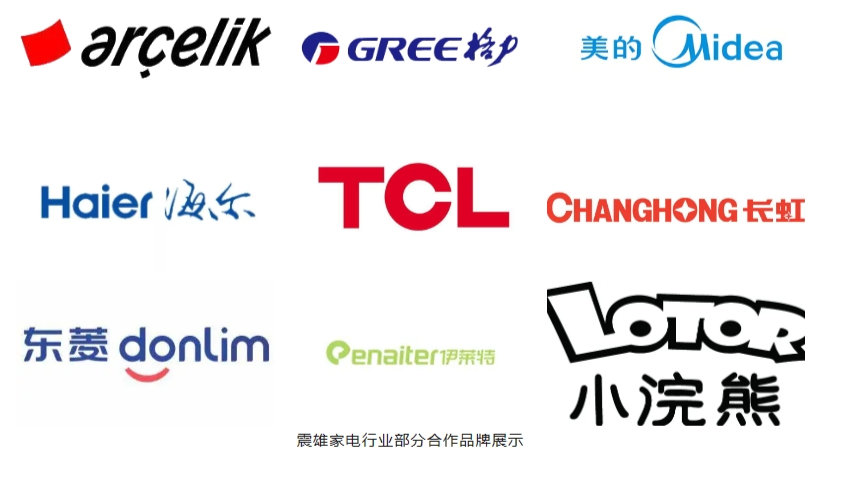 arçelik
GREE 格力
美的 Midea
Haier 海尔
TCL
CHANGHONG 长虹
东菱 donlim
enaiter 伊莱特
LOTOR
小浣熊
震雄家电行业部分合作品牌展示